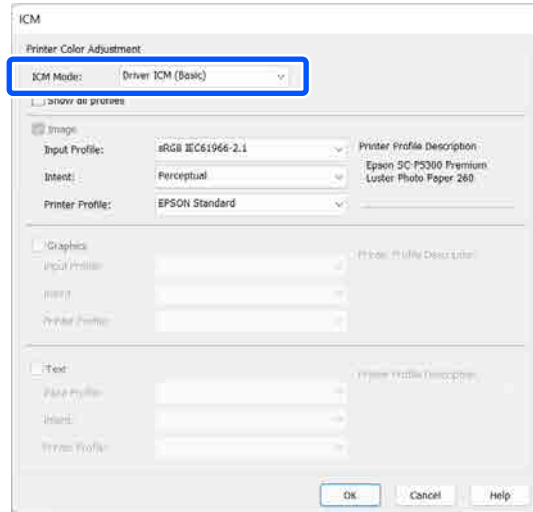 ICM
Printer Color Adjustment
ICM Mode: Driver ICM (Basic)
Show all profiles
Image
Input Profile: sRGB IEC61966-2.1 Printer Profile Description
Intent: Perceptual Epson SC-P5300 Premium Luster Photo Paper 260
Printer Profile: EPSON Standard
Graphics Printer Profile Description
Input Profile:
Intent:
Printer Profile:
Text Printer Profile Description
Input Profile:
Intent:
Printer Profile:
OK Cancel Help